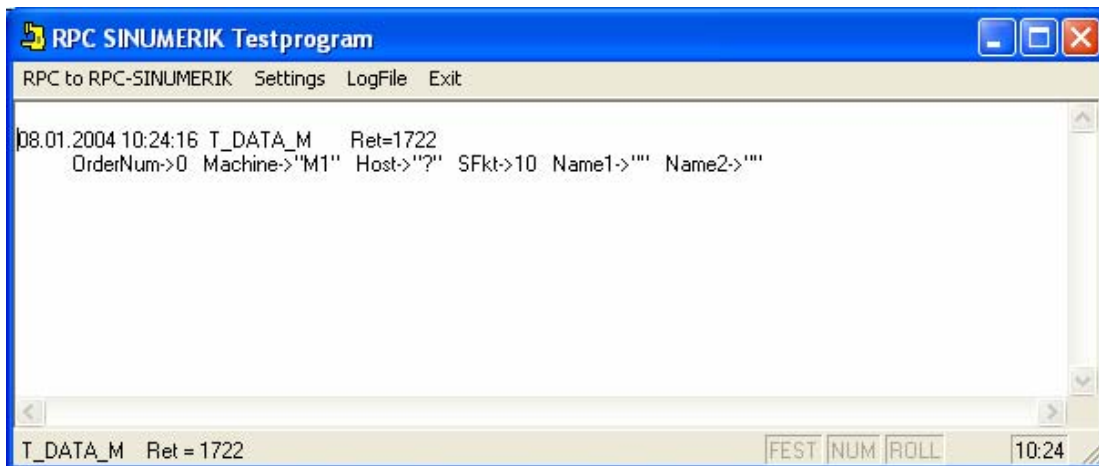 RPC SINUMERIK Testprogram
RPC to RPC-SINUMERIK Settings LogFile Exit
08.01.2004 10:24:16 T_DATA_M Ret=1722
OrderNum->0 Machine->"M1" Host->"?" SFkt->10 Name1->"" Name2->""
T_DATA_M Ret = 1722 FEST NUM ROLL 10:24